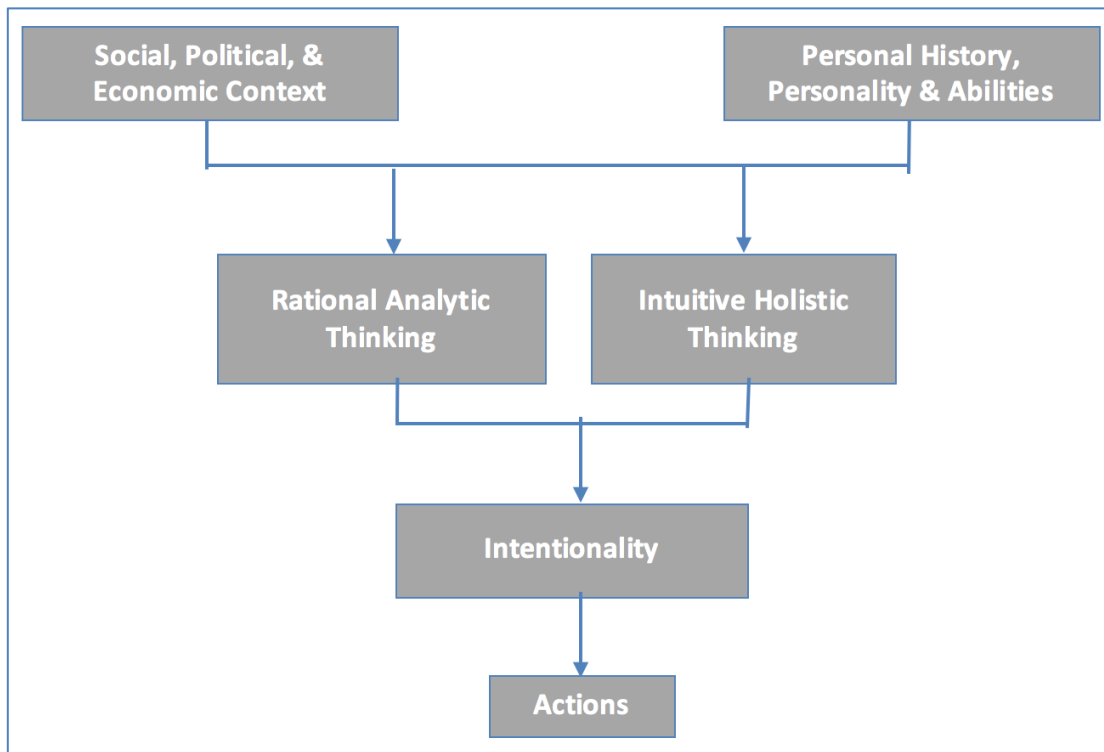 Social, Political, &
Economic Context
Personal History,
Personality & Abilities
Rational Analytic
Thinking
Intuitive Holistic
Thinking
Intentionality
Actions